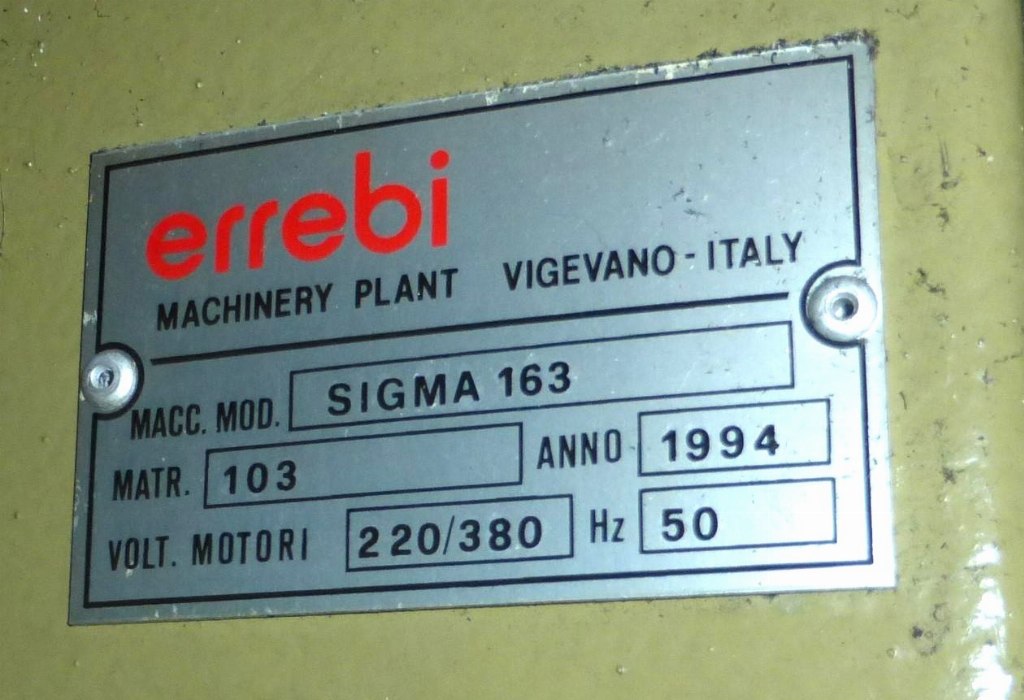 errebi
MACHINERY PLANT VIGEVANO - ITALY
MACC. MOD. SIGMA 163
MATR. 103 ANNO 1994
VOLT. MOTORI 220/380 Hz 50